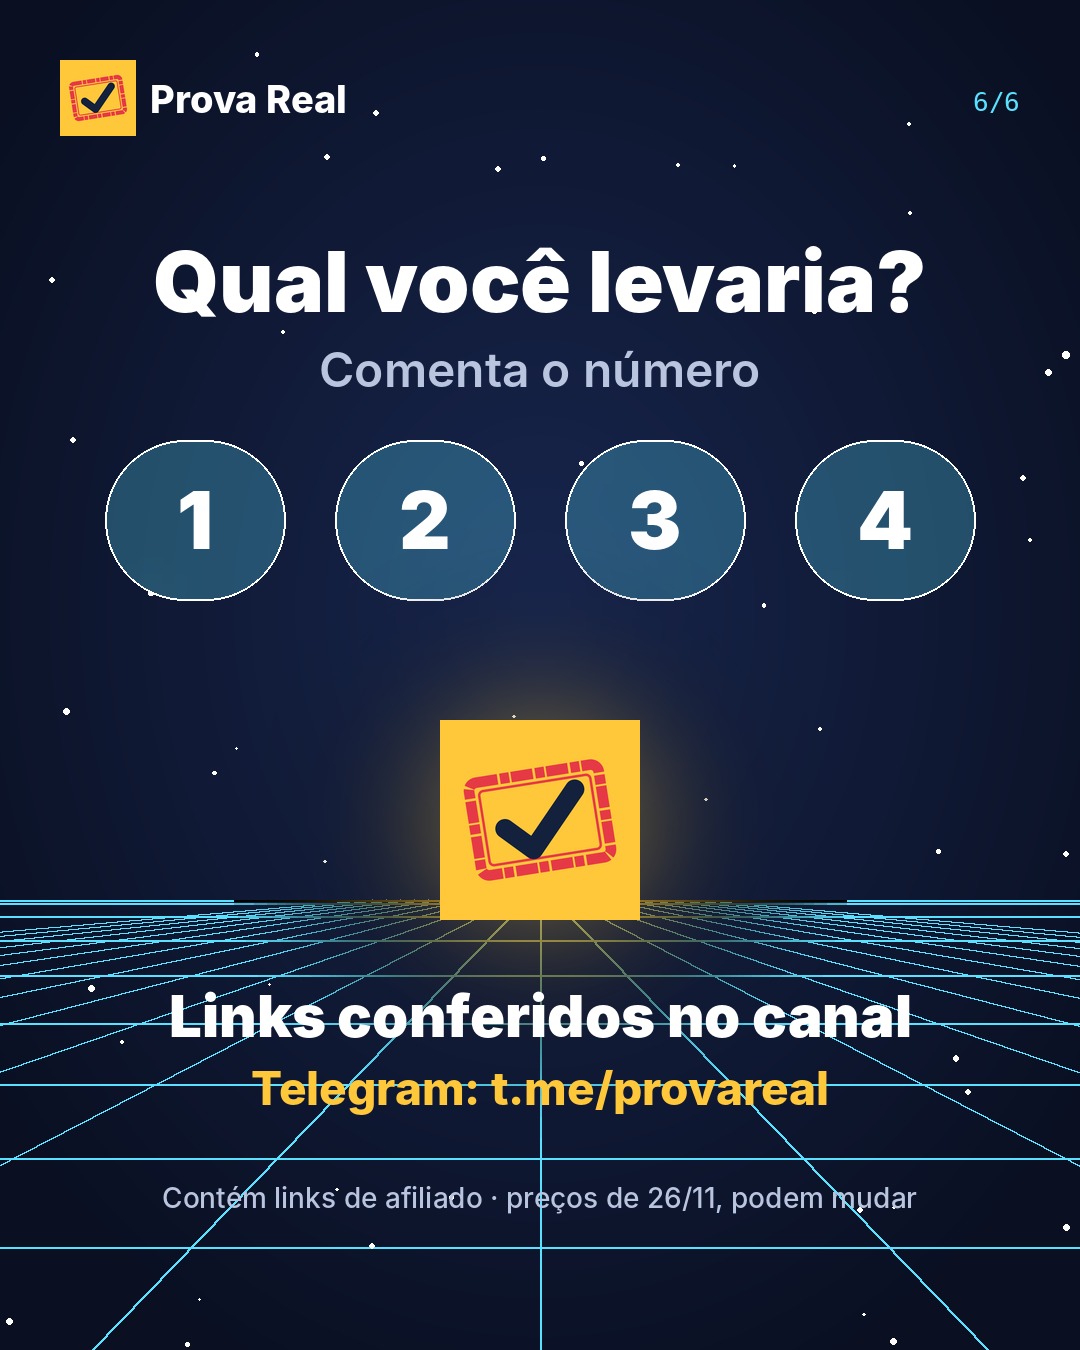 Prova Real
6/6
Qual você levaria?
Comenta o número
1 2 3 4
Links conferidos no canal
Telegram: t.me/provareal
Contém links de afiliado · preços de 26/11, podem mudar